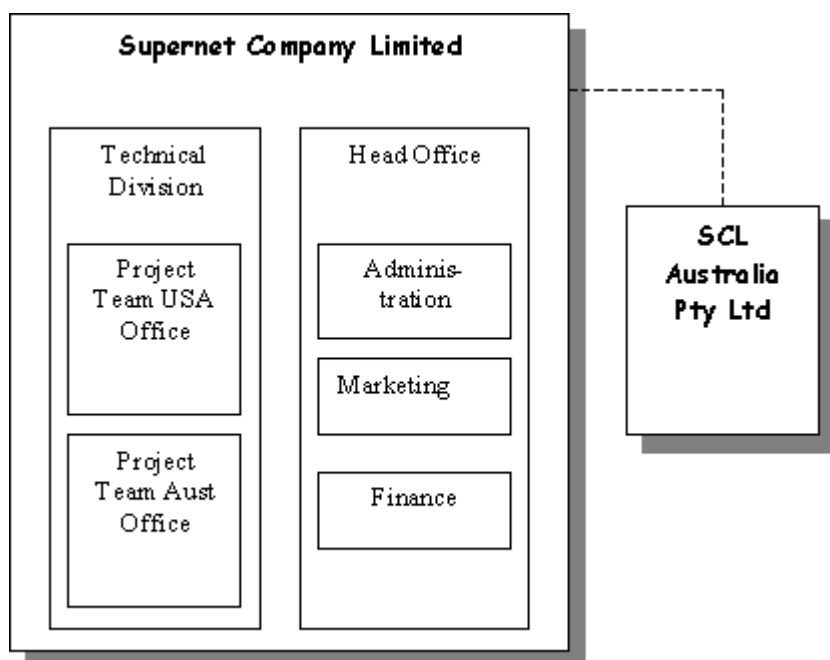 Supernet Company Limited
Technical
Division
Project
Team USA
Office
Project
Team Aust
Office
Head Office
Adminis-
tration
Marketing
Finance
SCL
Australia
Pty Ltd